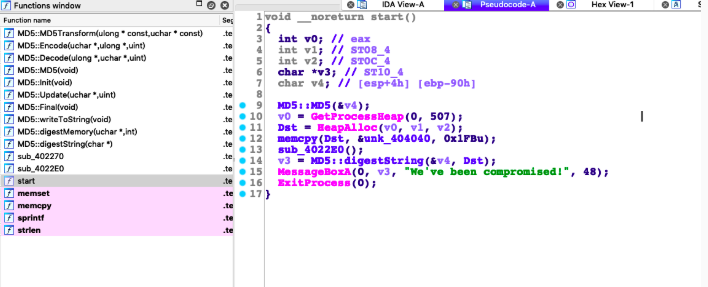 Functions window
IDA View-A
Pseudocode-A
Hex View-1
Function name
Seg
MD5::MD5Transform(ulong * const,uchar * const) .te
MD5::Encode(uchar *,ulong *,uint) .te
MD5::Decode(ulong *,uchar *,uint) .te
MD5::MD5(void) .te
MD5::Init(void) .te
MD5::Update(uchar *,uint) .te
MD5::Final(void) .te
MD5::writeToString(void) .te
MD5::digestMemory(uchar *,int) .te
MD5::digestString(char *) .te
sub_402270 .te
sub_4022E0 .te
start .te
memset .te
memcpy .te
sprintf .te
strlen .te
1 void __noreturn start()
2 {
3 int v0; // eax
4 int v1; // ST08_4
5 int v2; // ST0C_4
6 char *v3; // ST10_4
7 char v4; // [esp+4h] [ebp-90h]
8
9 MD5::MD5(&v4);
10 v0 = GetProcessHeap(0, 507);
11 Dst = HeapAlloc(v0, v1, v2);
12 memcpy(Dst, &unk_404040, 0x1FBu);
13 sub_4022E0();
14 v3 = MD5::digestString(&v4, Dst);
15 MessageBoxA(0, v3, "We've been compromised!", 48);
16 ExitProcess(0);
17 }